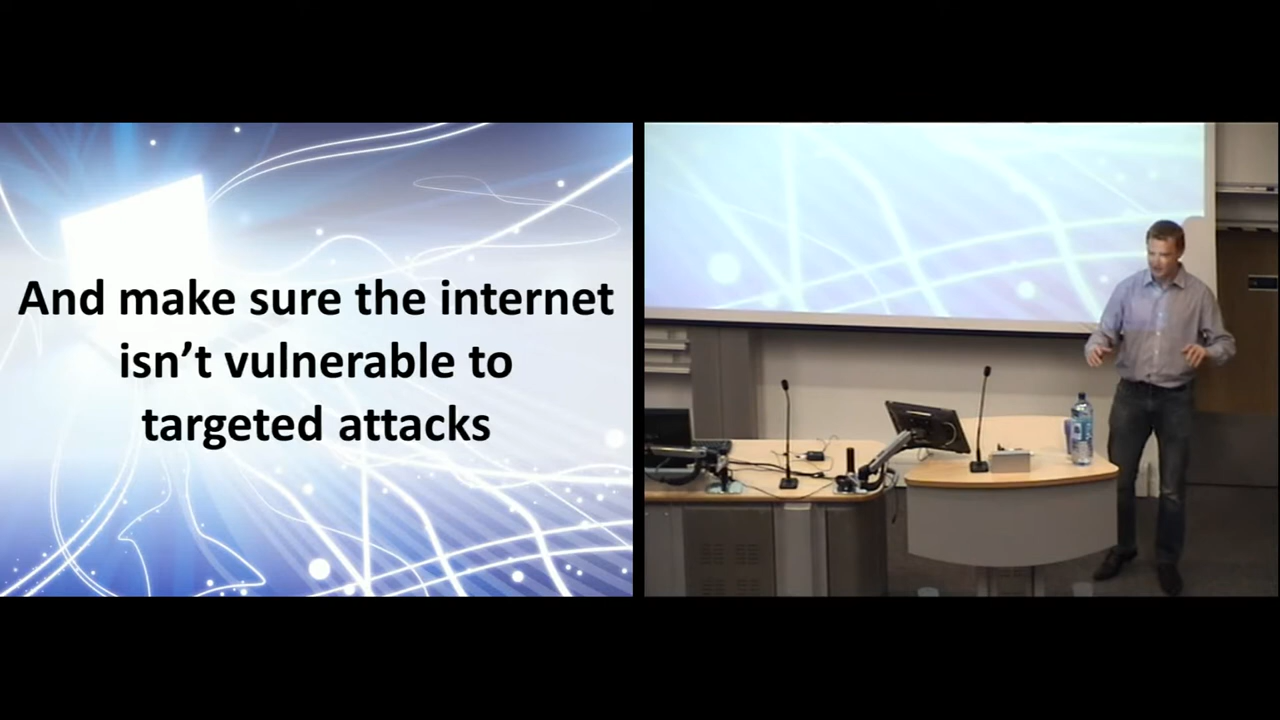 And make sure the internet
isn’t vulnerable to
targeted attacks